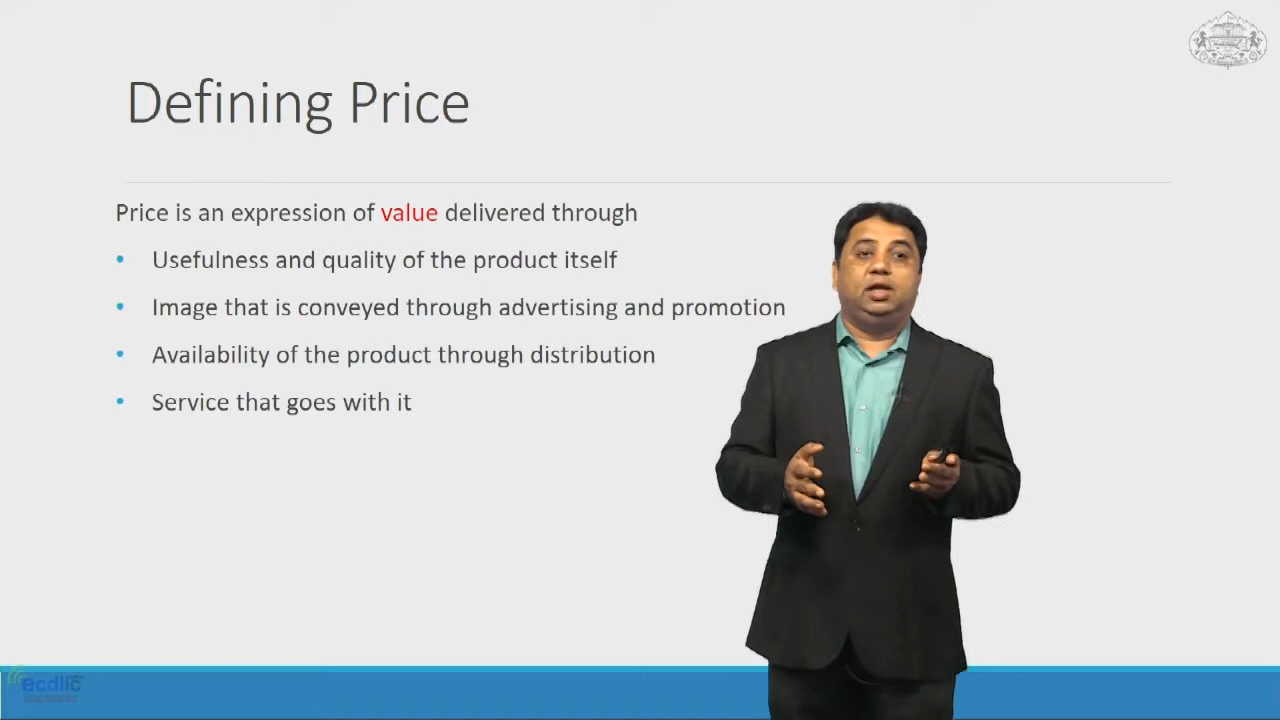 Defining Price
Price is an expression of value delivered through
• Usefulness and quality of the product itself
• Image that is conveyed through advertising and promotion
• Availability of the product through distribution
• Service that goes with it
ecdlic